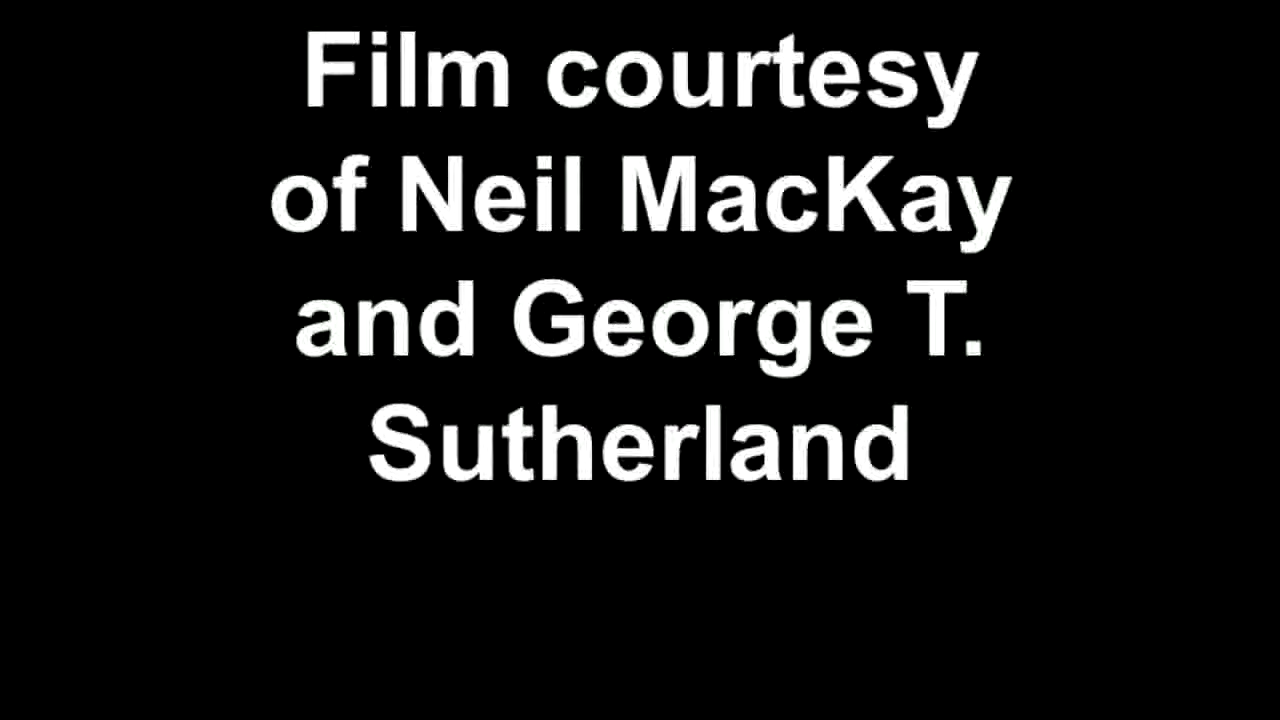 Film courtesy
of Neil MacKay
and George T.
Sutherland